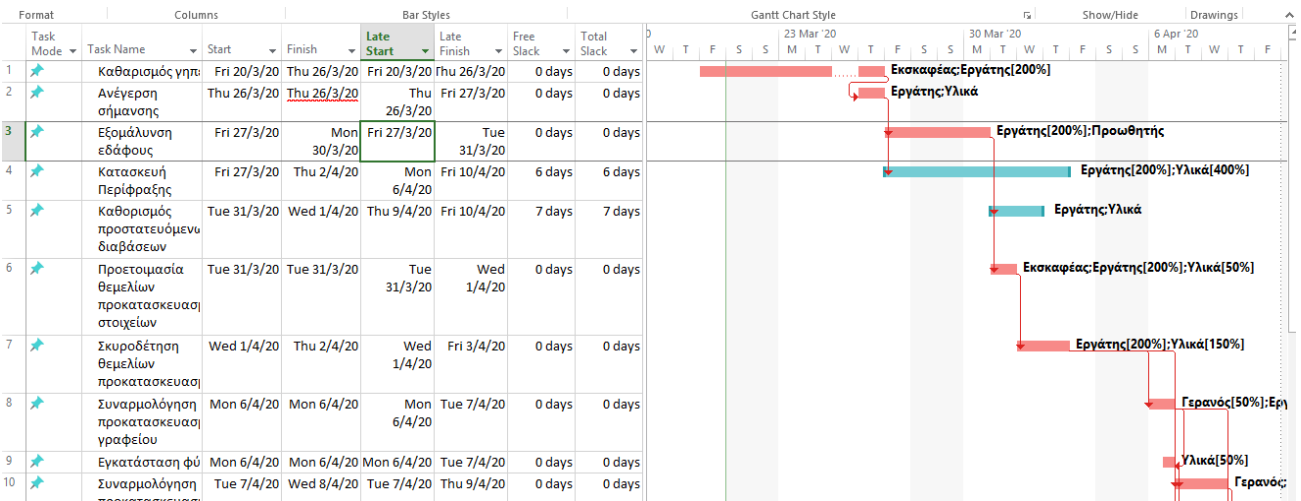 Format Columns Bar Styles Gantt Chart Style Show/Hide Drawings
Task Mode Task Name Start Finish Late Start Late Finish Free Slack Total Slack
23 Mar '20 30 Mar '20 6 Apr '20
W T F S S M T W T F S S M T W T F S S M T W T F
1 Καθαρισμός Fri 20/3/20 Thu 26/3/20 Fri 20/3/20 Thu 26/3/20 0 days 0 days
Εκσκαφέας;Εργάτης[200%]
2 Ανέγερση σήμανσης Thu 26/3/20 Thu 26/3/20 Thu 26/3/20 Fri 27/3/20 0 days 0 days
Εργάτης;Υλικά
3 Εξομάλυνση εδάφους Fri 27/3/20 Mon 30/3/20 Fri 27/3/20 Tue 31/3/20 0 days 0 days
Εργάτης[200%];Προωθητής
4 Κατασκευή Περίφραξης Fri 27/3/20 Thu 2/4/20 Mon 6/4/20 Fri 10/4/20 6 days 6 days
Εργάτης[200%];Υλικά[400%]
5 Καθορισμός προστατευόμενω διαβάσεων Tue 31/3/20 Wed 1/4/20 Thu 9/4/20 Fri 10/4/20 7 days 7 days
Εργάτης;Υλικά
6 Προετοιμασία θεμελίων προκατασκευασ στοιχείων Tue 31/3/20 Tue 31/3/20 Tue 31/3/20 Wed 1/4/20 0 days 0 days
Εκσκαφέας;Εργάτης[200%];Υλικά[50%]
7 Σκυροδέτηση θεμελίων προκατασκευασ Wed 1/4/20 Thu 2/4/20 Wed 1/4/20 Fri 3/4/20 0 days 0 days
Εργάτης[200%];Υλικά[150%]
8 Συναρμολόγηση προκατασκευασ γραφείου Mon 6/4/20 Mon 6/4/20 Mon 6/4/20 Tue 7/4/20 0 days 0 days
Γερανός[50%];Εργ
9 Εγκατάσταση φύ Mon 6/4/20 Mon 6/4/20 Mon 6/4/20 Tue 7/4/20 0 days 0 days
Υλικά[50%]
10 Συναρμολόγηση Tue 7/4/20 Wed 8/4/20 Tue 7/4/20 Thu 9/4/20 0 days 0 days
Γερανός;